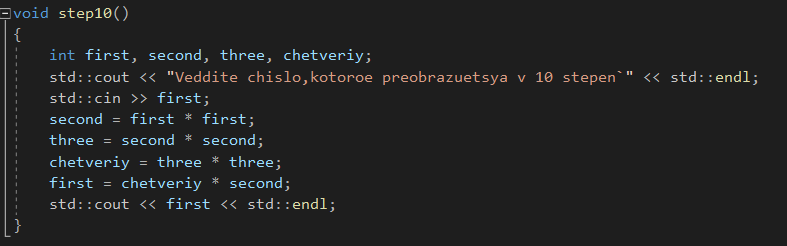 void step10()
{
int first, second, three, chetveriy;
std::cout << "Veddite chislo,kotoroe preobrazuetsya v 10 stepen`" << std::endl;
std::cin >> first;
second = first * first;
three = second * second;
chetveriy = three * three;
first = chetveriy * second;
std::cout << first << std::endl;
}